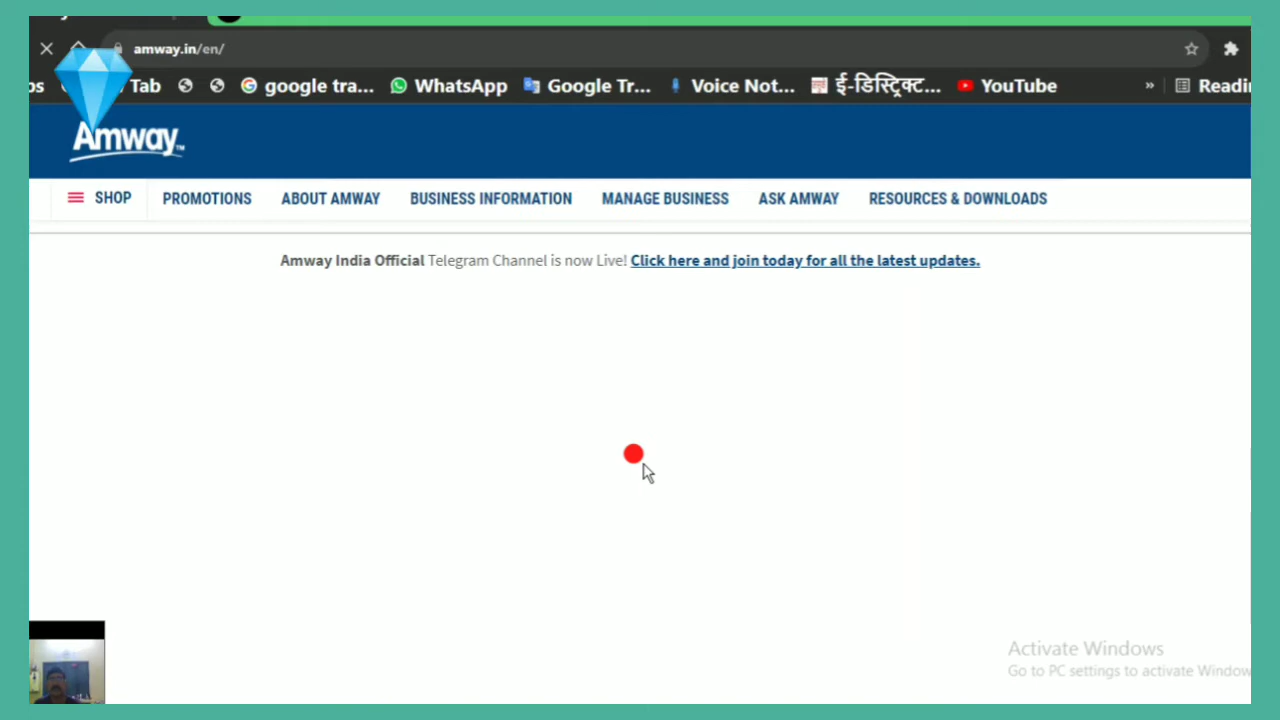 amway.in/en/
Tab google tra... WhatsApp Google Tr... Voice Not... ई-डिस्ट्रिक्ट... YouTube » Readi
Amway™
SHOP PROMOTIONS ABOUT AMWAY BUSINESS INFORMATION MANAGE BUSINESS ASK AMWAY RESOURCES & DOWNLOADS
Amway India Official Telegram Channel is now Live! Click here and join today for all the latest updates.
Activate Windows
Go to PC settings to activate Window